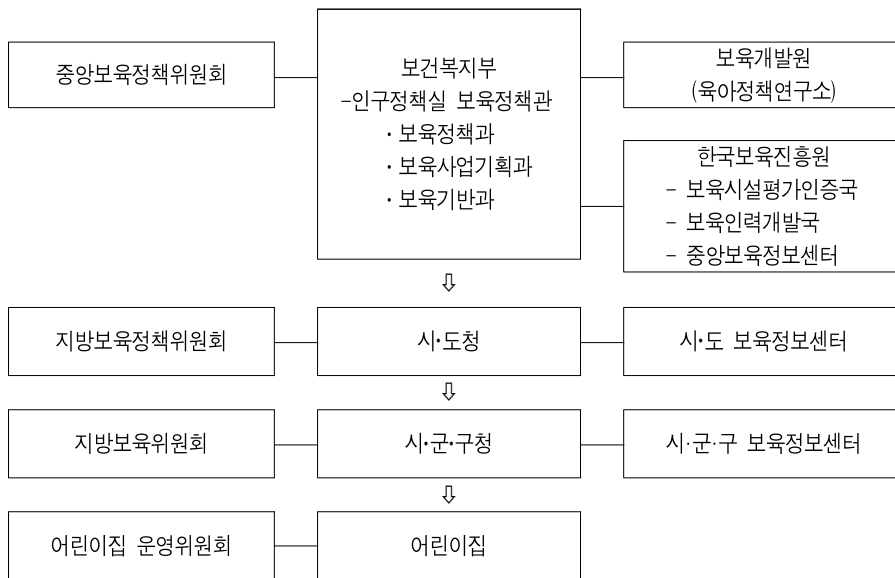 중앙보육정책위원회
보건복지부
-인구정책실 보육정책관
・보육정책과
・보육사업기획과
・보육기반과
보육개발원
(육아정책연구소)
한국보육진흥원
- 보육시설평가인증국
- 보육인력개발국
- 중앙보육정보센터
⇩
지방보육정책위원회
시・도청
시・도 보육정보센터
⇩
지방보육위원회
시・군・구청
시·군·구 보육정보센터
⇩
어린이집 운영위원회
어린이집